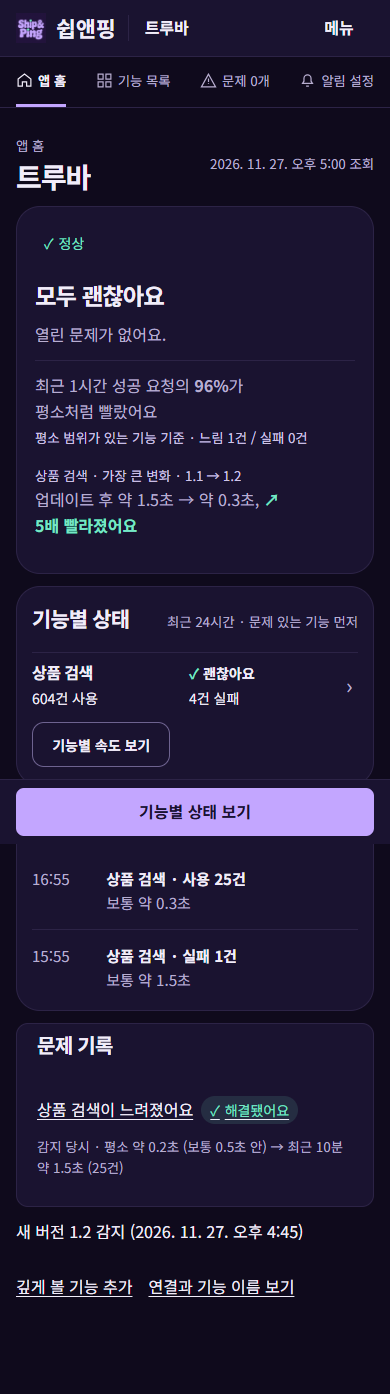 Ship&Ping
쉽앤핑
트루바
메뉴
앱 홈
기능 목록
문제 0개
알림 설정
앱 홈
트루바
2026. 11. 27. 오후 5:00 조회
✓ 정상
모두 괜찮아요
열린 문제가 없어요.
최근 1시간 성공 요청의 96%가
평소처럼 빨랐어요
평소 범위가 있는 기능 기준 · 느림 1건 / 실패 0건
상품 검색 · 가장 큰 변화 · 1.1 → 1.2
업데이트 후 약 1.5초 → 약 0.3초, ↗
5배 빨라졌어요
기능별 상태
최근 24시간 · 문제 있는 기능 먼저
상품 검색
✓ 괜찮아요
604건 사용
4건 실패
›
기능별 속도 보기
기능별 상태 보기
16:55
상품 검색 · 사용 25건
보통 약 0.3초
15:55
상품 검색 · 실패 1건
보통 약 1.5초
문제 기록
상품 검색이 느려졌어요
✓ 해결됐어요
감지 당시 · 평소 약 0.2초 (보통 0.5초 안) → 최근 10분
약 1.5초 (25건)
새 버전 1.2 감지 (2026. 11. 27. 오후 4:45)
깊게 볼 기능 추가
연결과 기능 이름 보기